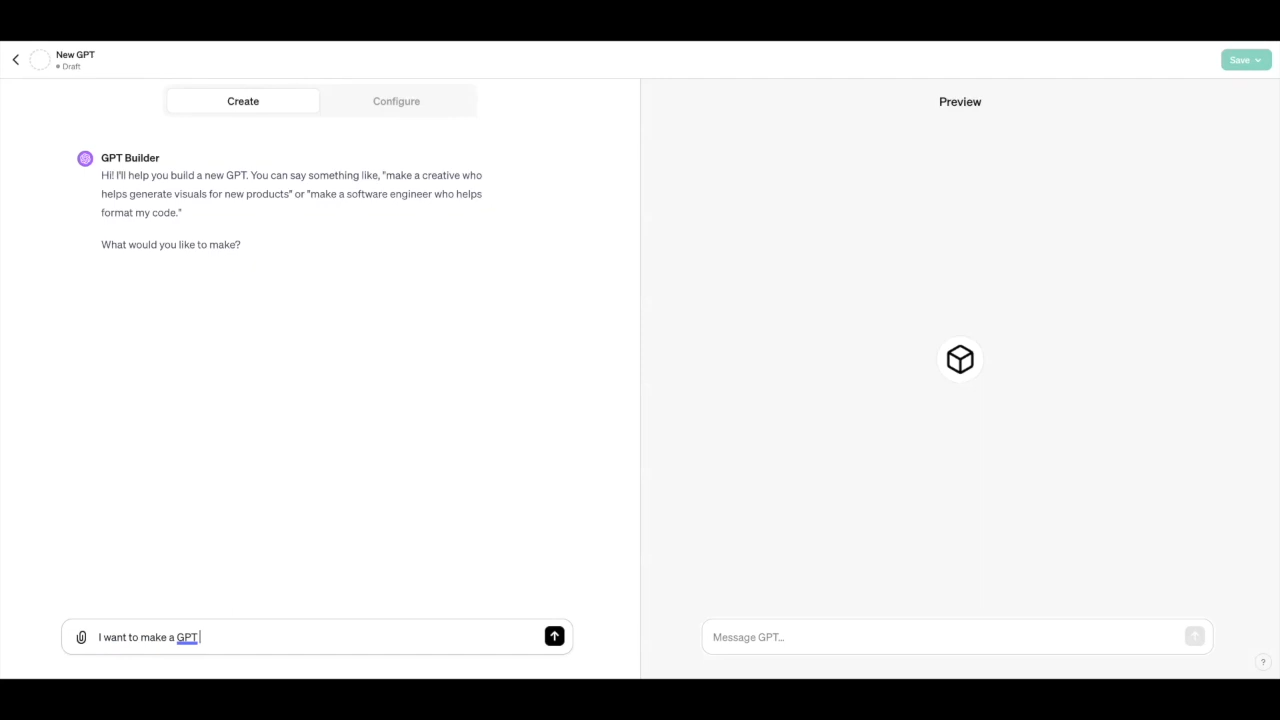 New GPT
Draft
Save
Create
Configure
Preview
GPT Builder
Hi! I'll help you build a new GPT. You can say something like, "make a creative who
helps generate visuals for new products" or "make a software engineer who helps
format my code."
What would you like to make?
I want to make a GPT
Message GPT…
?